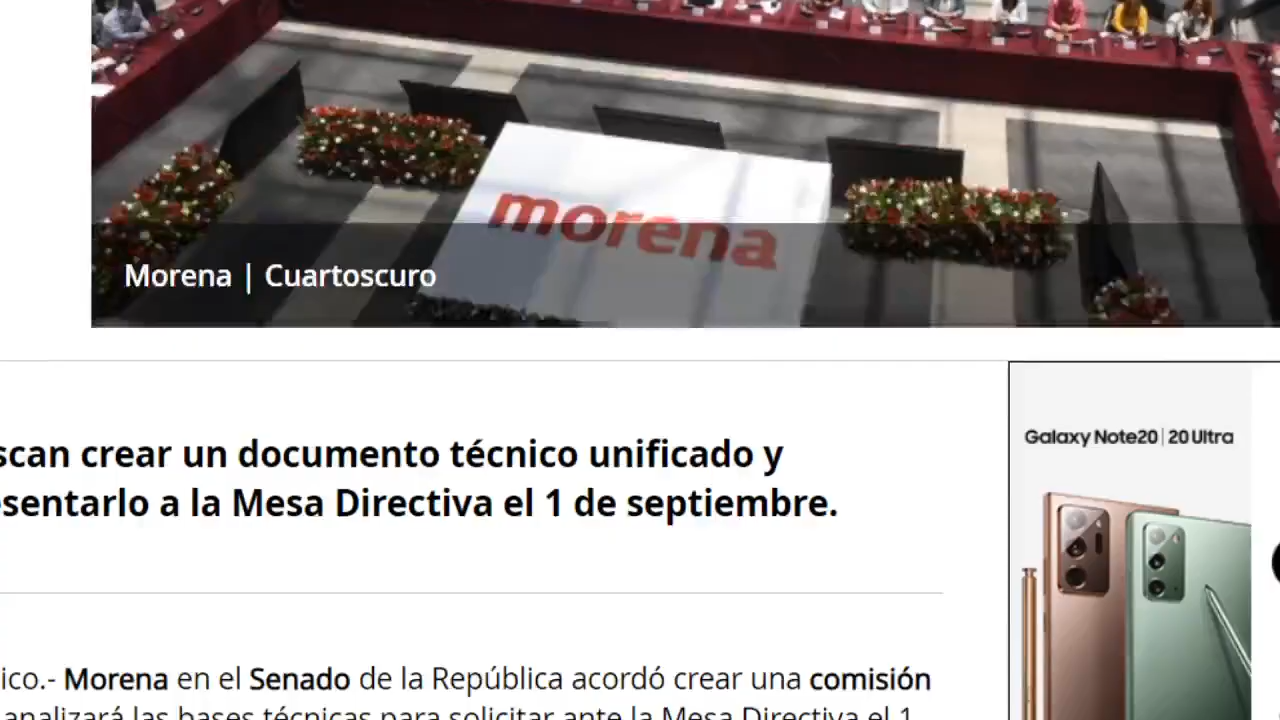 morena
Morena | Cuartoscuro
scan crear un documento técnico unificado y
esentarlo a la Mesa Directiva el 1 de septiembre.
Galaxy Note20 | 20 Ultra
ico.- Morena en el Senado de la República acordó crear una comisión
analizará las bases técnicas para solicitar ante la Mesa Directiva el 1